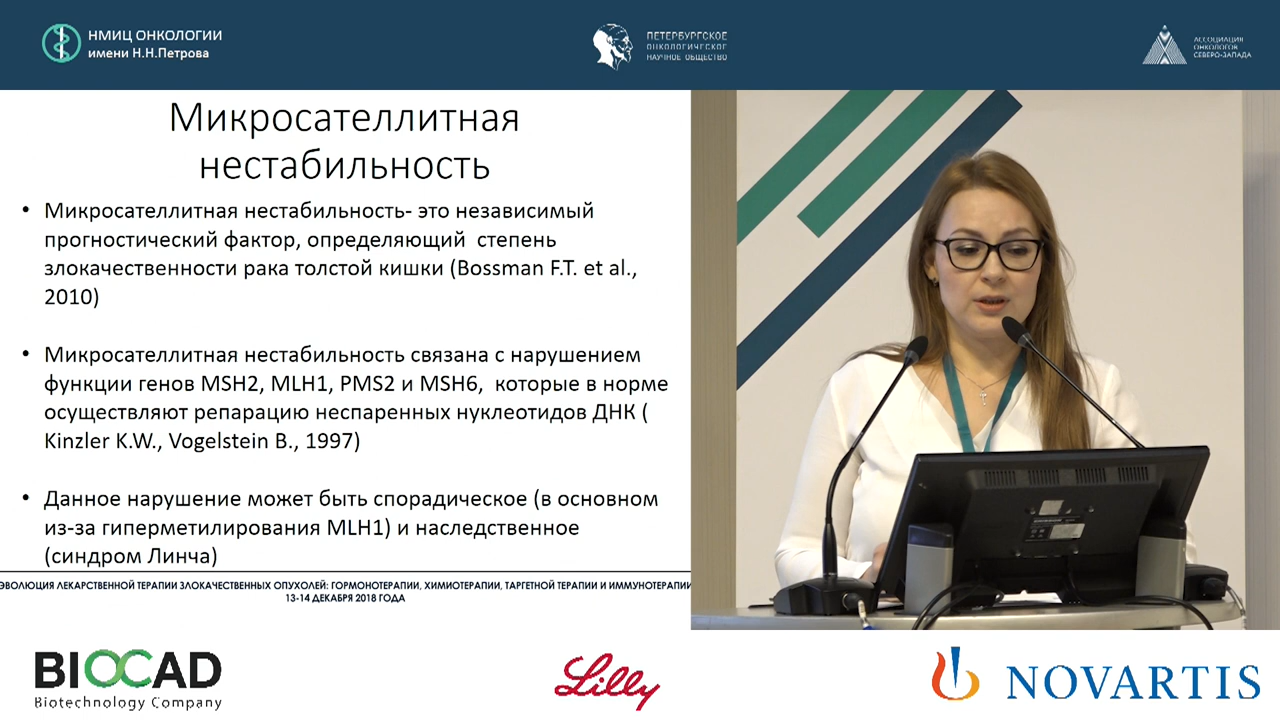 НМИЦ ОНКОЛОГИИ
имени Н.Н.Петрова
ПЕТЕРБУРГСКОЕ
ОНКОЛОГИЧЕСКОЕ
НАУЧНОЕ ОБЩЕСТВО
АССОЦИАЦИЯ
ОНКОЛОГОВ
СЕВЕРО-ЗАПАДА
Микросателлитная
нестабильность
• Микросателлитная нестабильность- это независимый
прогностический фактор, определяющий степень
злокачественности рака толстой кишки (Bossman F.T. et al.,
2010)
• Микросателлитная нестабильность связана с нарушением
функции генов MSH2, MLH1, PMS2 и MSH6, которые в норме
осуществляют репарацию неспаренных нуклеотидов ДНК (
Kinzler K.W., Vogelstein B., 1997)
• Данное нарушение может быть спорадическое (в основном
из-за гиперметилирования MLH1) и наследственное
(синдром Линча)
ЭВОЛЮЦИЯ ЛЕКАРСТВЕННОЙ ТЕРАПИИ ЗЛОКАЧЕСТВЕННЫХ ОПУХОЛЕЙ: ГОРМОНОТЕРАПИИ, ХИМИОТЕРАПИИ, ТАРГЕТНОЙ ТЕРАПИИ И ИММУНОТЕРАПИИ
13-14 ДЕКАБРЯ 2018 ГОДА
BIOCAD
Biotechnology Company
Lilly
NOVARTIS